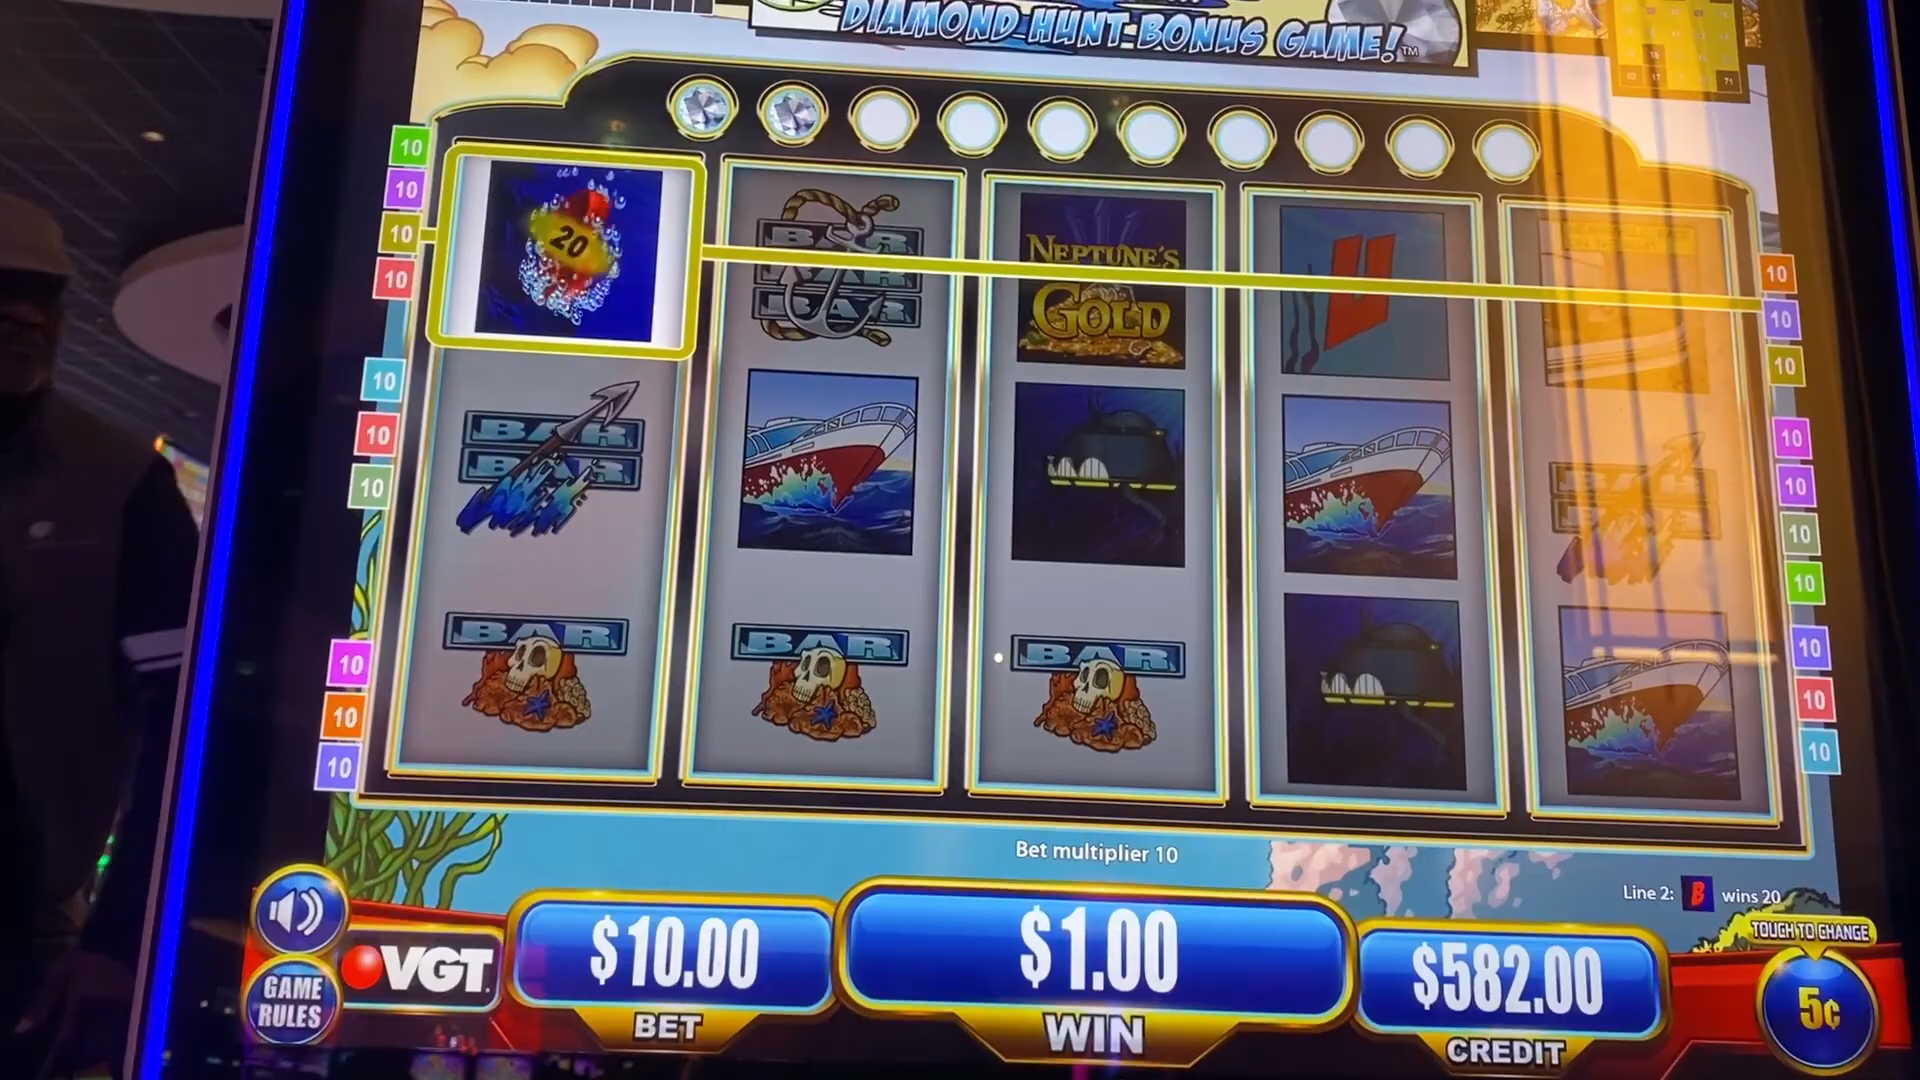 DIAMOND HUNT BONUS GAME!™
71
17
10
10
10
10
10
10
10
10
10
10
20
BAR
BAR
BAR
NEPTUNE'S
GOLD
BAR
BAR
BAR
BAR
BAR
10
10
10
10
10
10
10
10
10
10
Bet multiplier 10
Line 2: B wins 20
TOUCH TO CHANGE
VGT
GAME
RULES
$10.00
BET
$1.00
WIN
$582.00
CREDIT
5¢